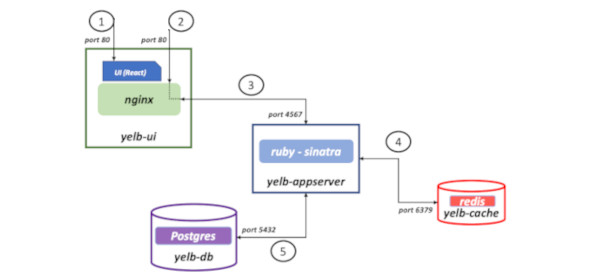 1
2
port 80
port 80
UI (React)
nginx
yelb-ui
3
port 4567
ruby - sinatra
yelb-appserver
4
port 6379
redis
yelb-cache
Postgres
yelb-db
port 5432
5